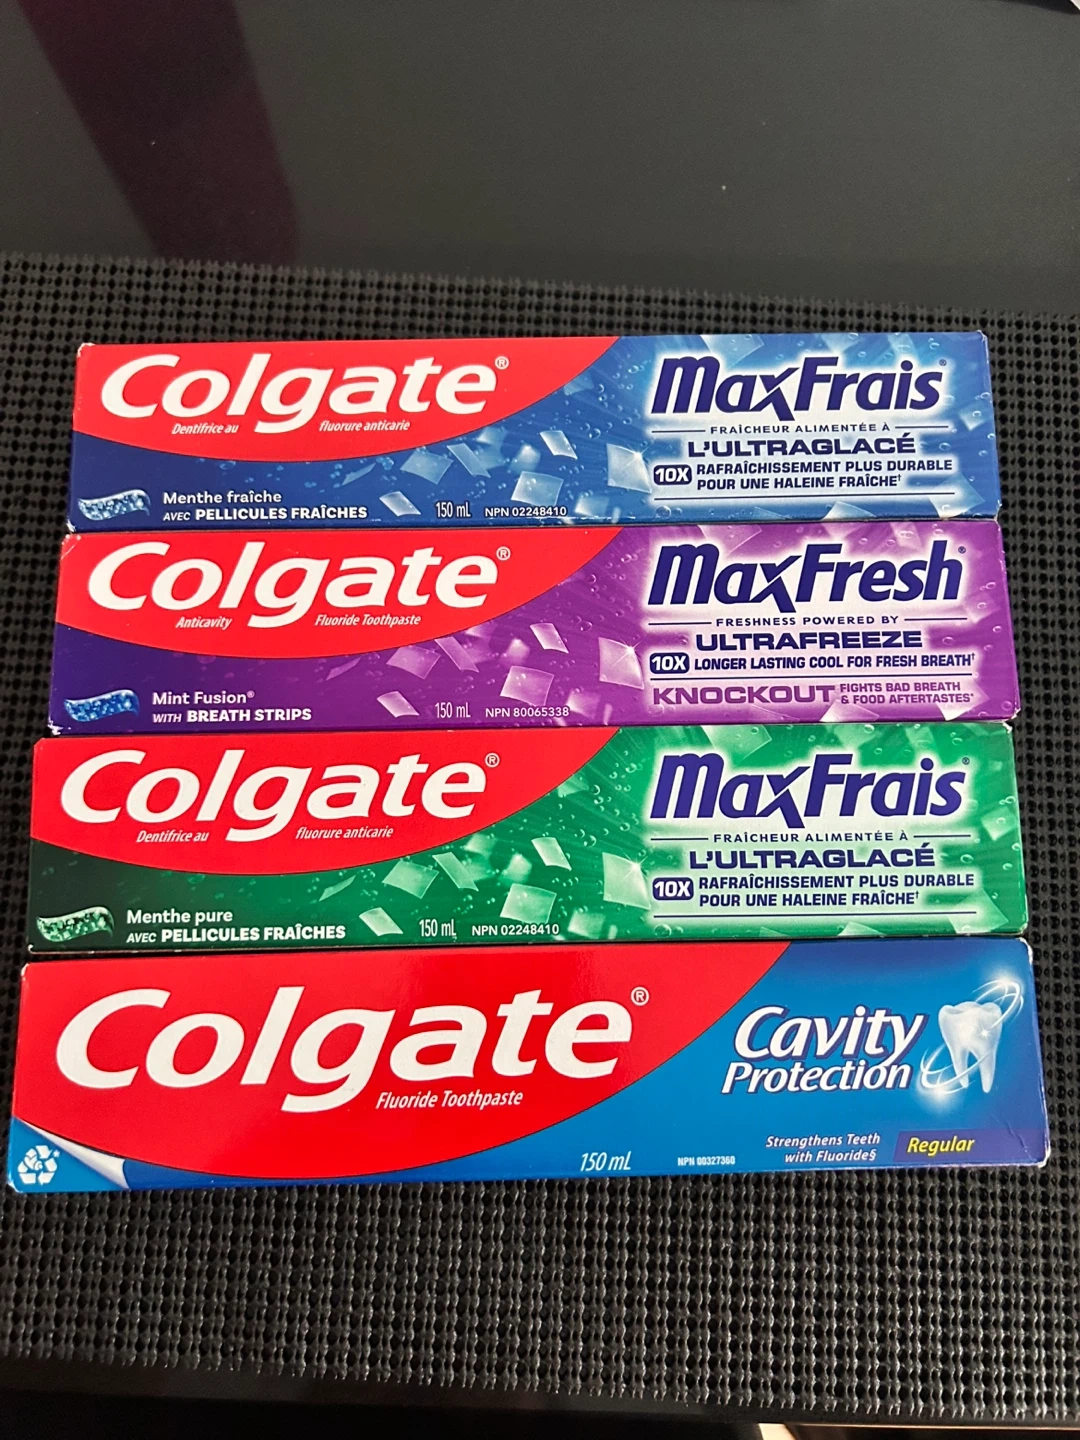 Colgate®
Dentifrice au fluorure anticarie
Menthe fraîche
AVEC PELLICULES FRAÎCHES
150 mL NPN 02248410
MaxFrais®
FRAÎCHEUR ALIMENTÉE À
L'ULTRAGLACÉ
10X RAFRAÎCHISSEMENT PLUS DURABLE
POUR UNE HALEINE FRAÎCHE†
Colgate®
Anticavity Fluoride Toothpaste
Mint Fusion®
WITH BREATH STRIPS
150 mL NPN 80065338
MaxFresh®
FRESHNESS POWERED BY
ULTRAFREEZE
10X LONGER LASTING COOL FOR FRESH BREATH†
KNOCKOUT FIGHTS BAD BREATH
& FOOD AFTERTASTES*
Colgate®
Dentifrice au fluorure anticarie
Menthe pure
AVEC PELLICULES FRAÎCHES
150 mL NPN 02248410
MaxFrais®
FRAÎCHEUR ALIMENTÉE À
L'ULTRAGLACÉ
10X RAFRAÎCHISSEMENT PLUS DURABLE
POUR UNE HALEINE FRAÎCHE†
Colgate®
Fluoride Toothpaste
150 mL NPN 00327360
Cavity
Protection
Strengthens Teeth
with Fluoride§
Regular